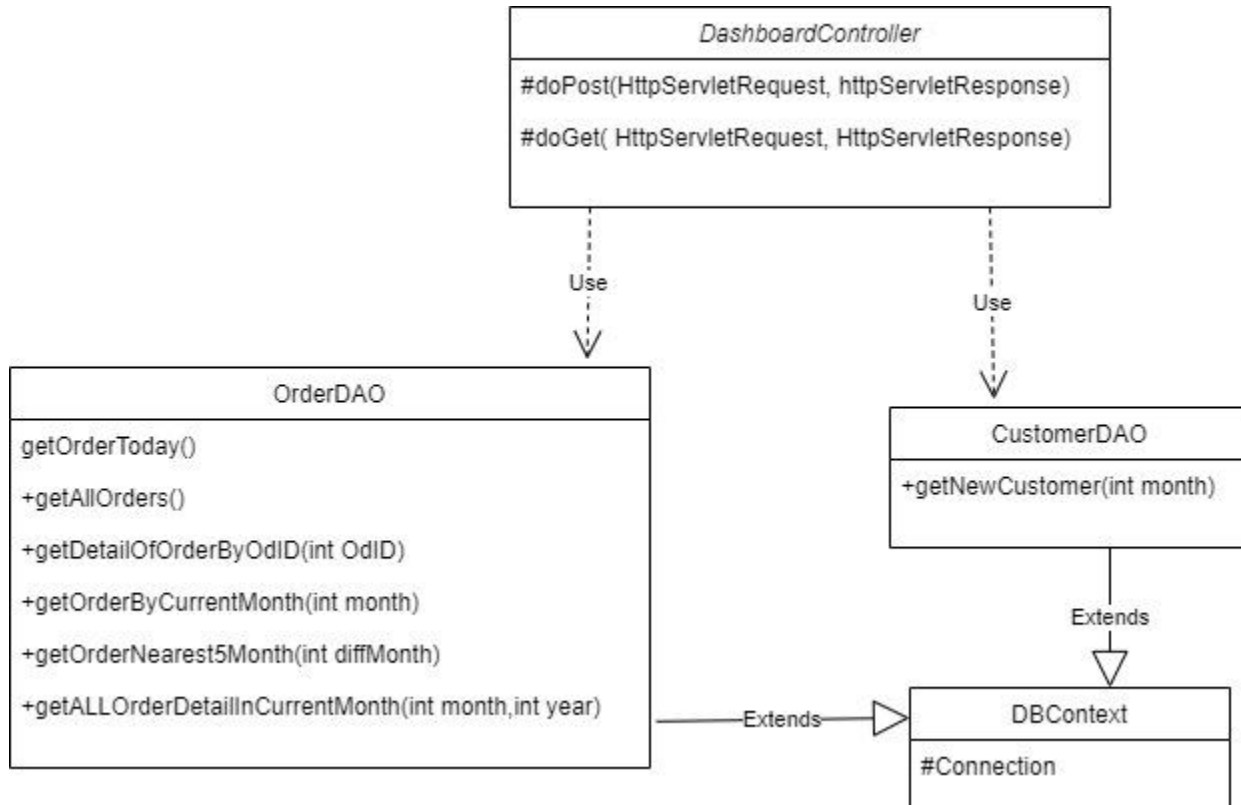 DashboardController
#doPost(HttpServletRequest, httpServletResponse)
#doGet( HttpServletRequest, HttpServletResponse)
Use
Use
OrderDAO
getOrderToday()
+getAllOrders()
+getDetailOfOrderByOdID(int OdID)
+getOrderByCurrentMonth(int month)
+getOrderNearest5Month(int diffMonth)
+getALLOrderDetailInCurrentMonth(int month,int year)
CustomerDAO
+getNewCustomer(int month)
Extends
Extends
DBContext
#Connection